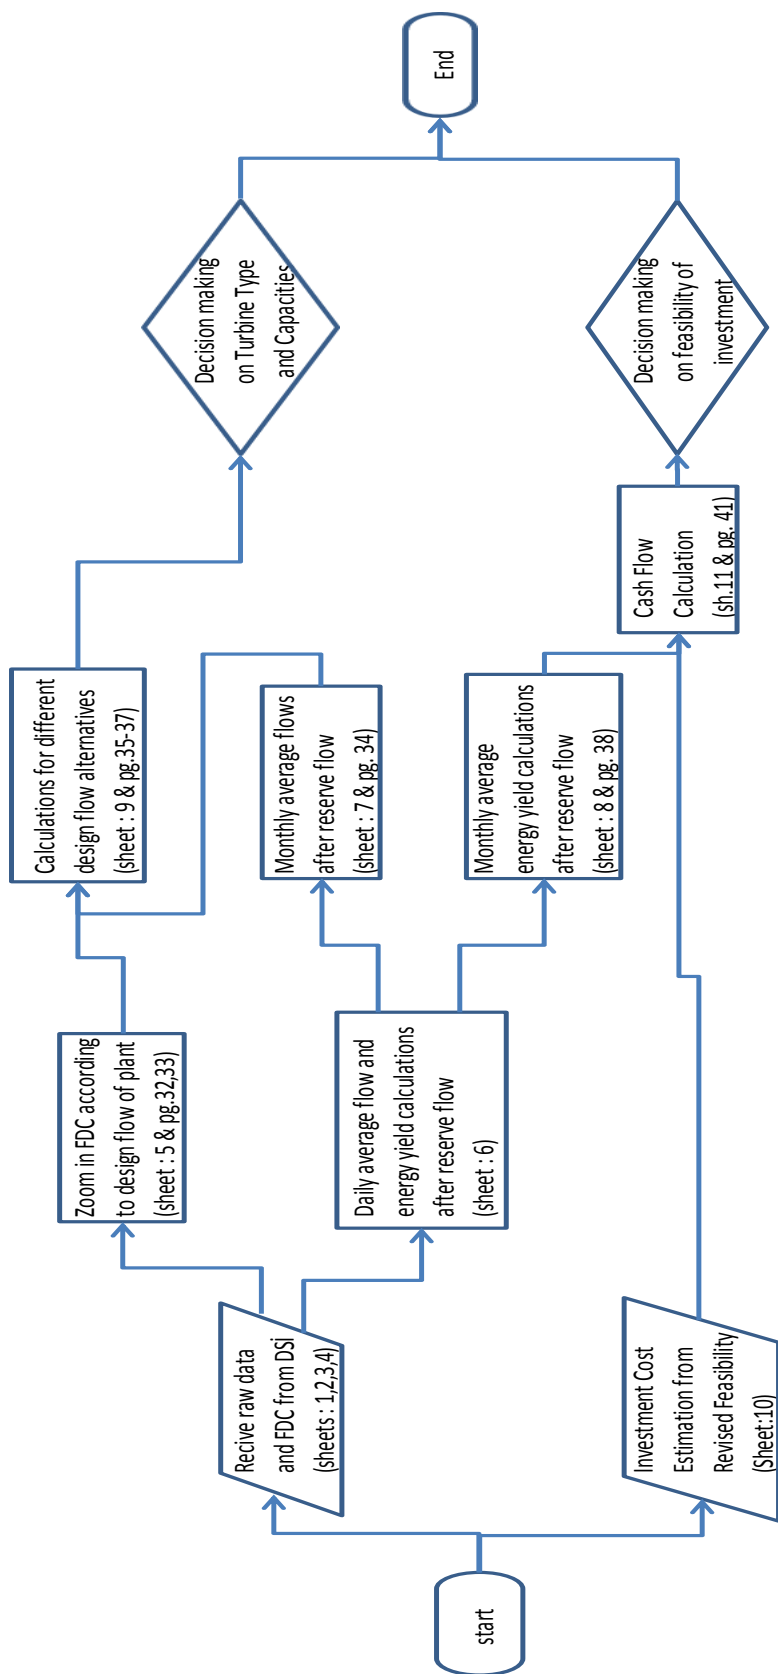 start
Recive raw data
and FDC from DSI
(sheets : 1,2,3,4)
Investment Cost
Estimation from
Revised Feasibility
(Sheet:10)
Zoom in FDC according
to design flow of plant
(sheet : 5 & pg.32,33)
Daily average flow and
energy yield calculations
after reserve flow
(sheet : 6)
Calculations for different
design flow alternatives
(sheet : 9 & pg.35-37)
Monthly average flows
after reserve flow
(sheet : 7 & pg. 34)
Monthly average
energy yield calculations
after reserve flow
(sheet : 8 & pg. 38)
Cash Flow
Calculation
(sh.11 & pg. 41)
Decision making
on Turbine Type
and Capacities
Decision making
on feasibility of
investment
End